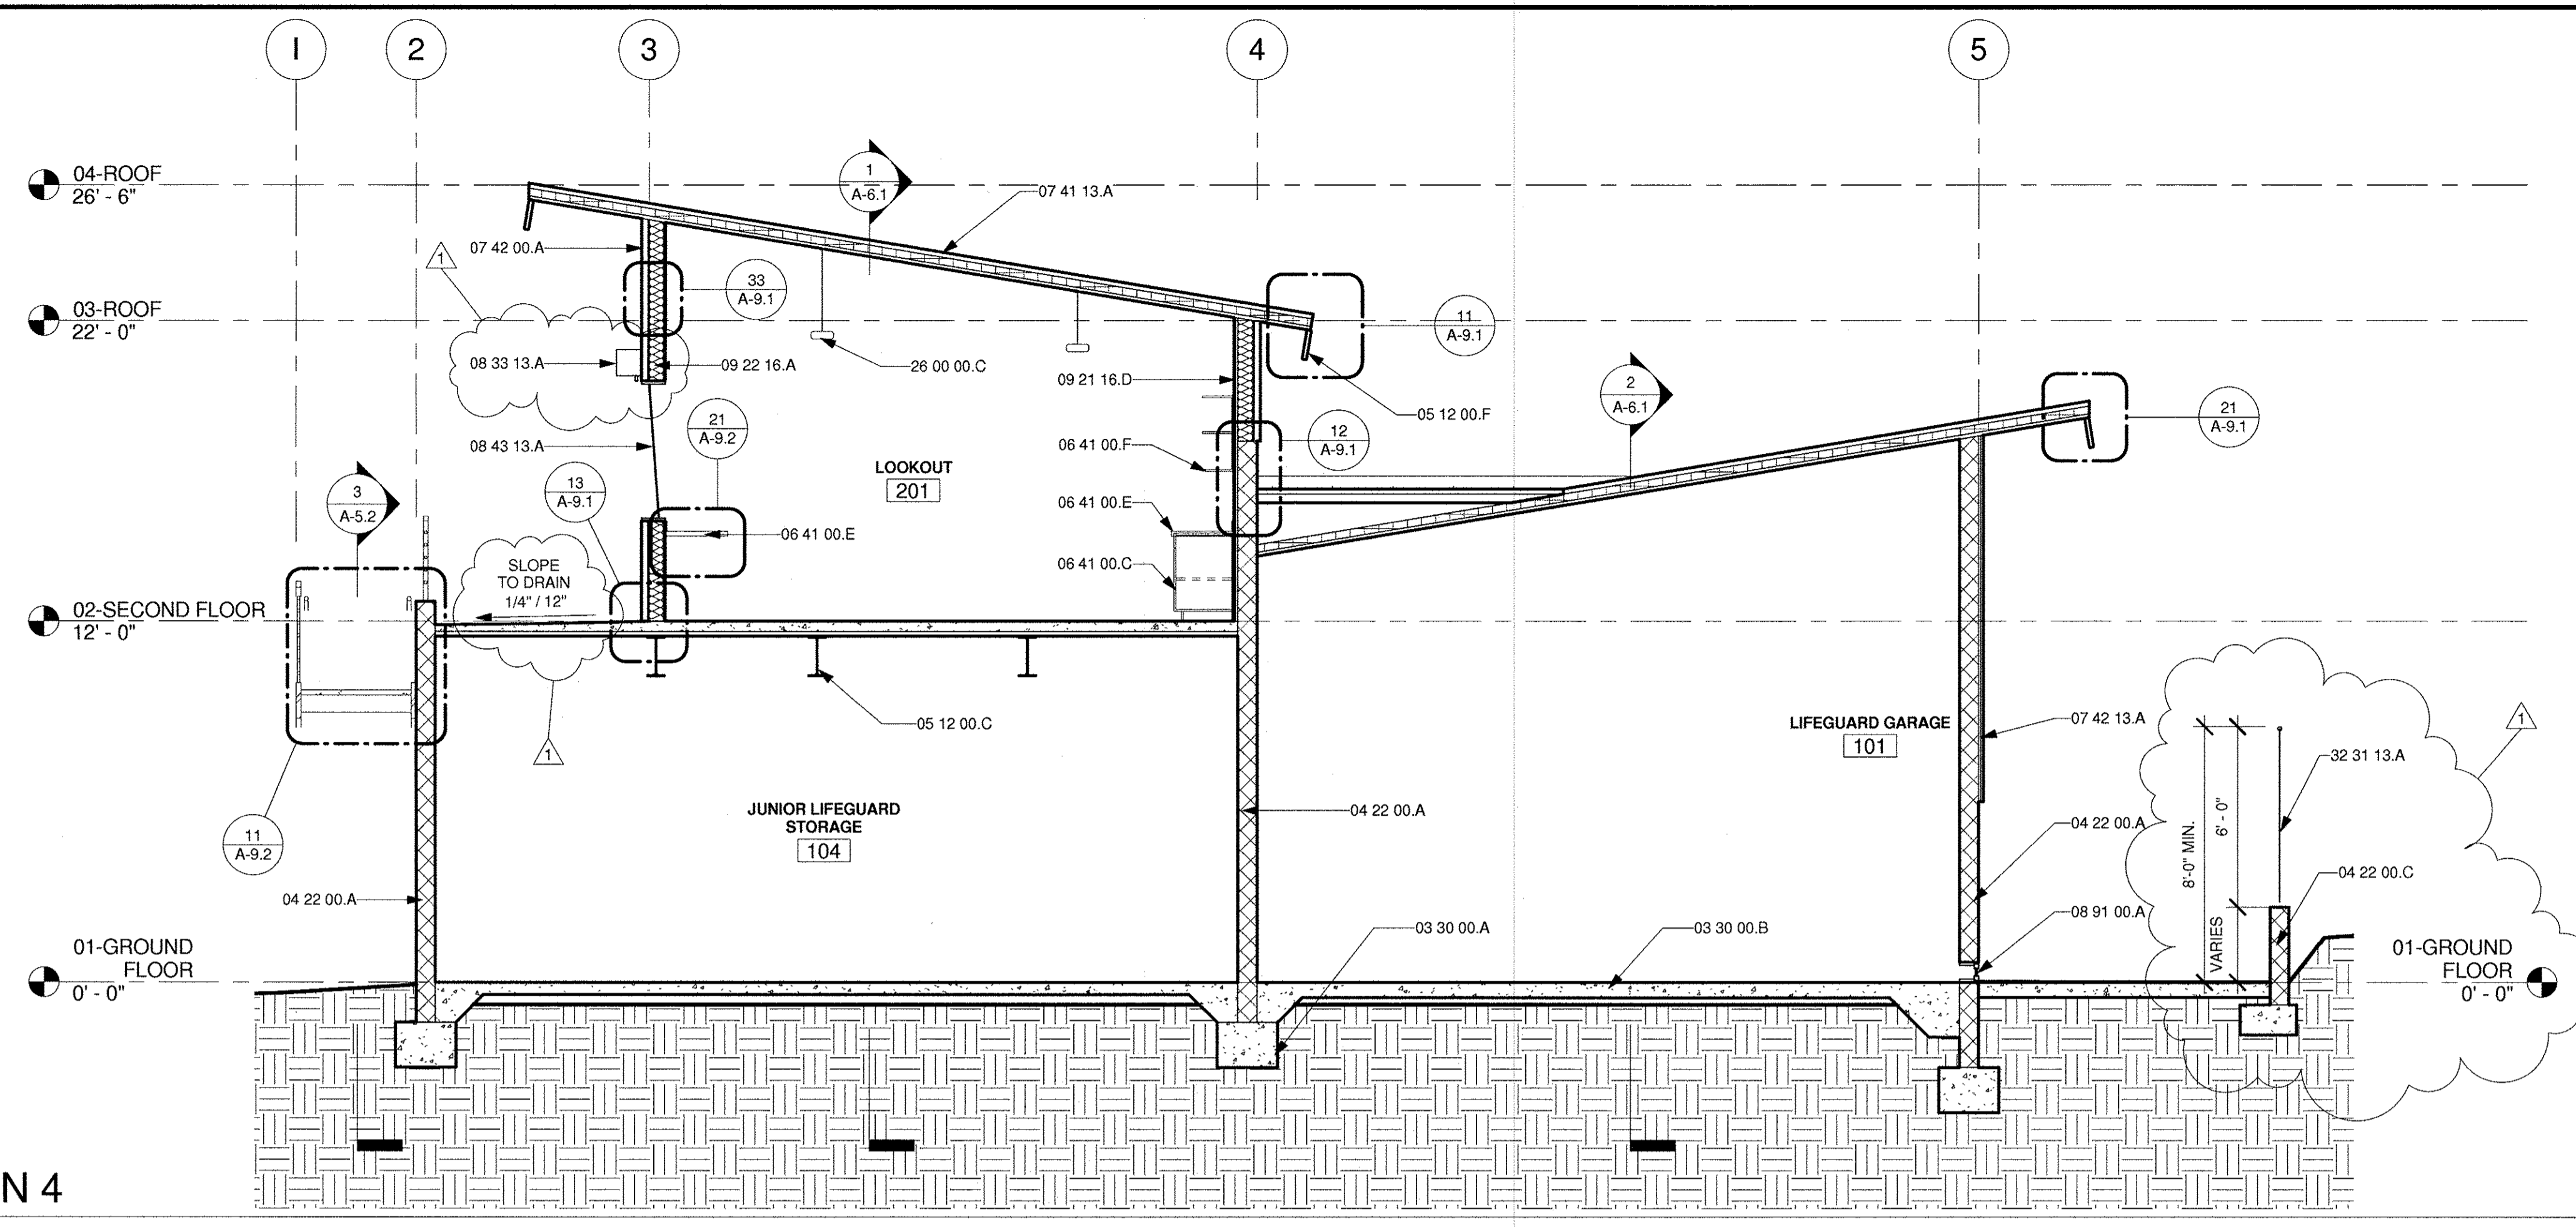 I
2
3
4
5
04-ROOF
26' - 6"
1
A-6.1
07 41 13.A
07 42 00.A
1
33
A-9.1
03-ROOF
22' - 0"
11
A-9.1
08 33 13.A
09 22 16.A
26 00 00.C
09 21 16.D
2
A-6.1
05 12 00.F
21
A-9.1
08 43 13.A
21
A-9.2
06 41 00.F
12
A-9.1
LOOKOUT
201
13
A-9.1
3
A-5.2
06 41 00.E
06 41 00.E
SLOPE
TO DRAIN
1/4" / 12"
06 41 00.C
02-SECOND FLOOR
12' - 0"
05 12 00.C
1
LIFEGUARD GARAGE
101
07 42 13.A
1
32 31 13.A
8'-0" MIN.
6' - 0"
VARIES
JUNIOR LIFEGUARD
STORAGE
104
04 22 00.A
04 22 00.A
11
A-9.2
04 22 00.C
04 22 00.A
08 91 00.A
03 30 00.A
03 30 00.B
01-GROUND
FLOOR
0' - 0"
01-GROUND
FLOOR
0' - 0"
N 4